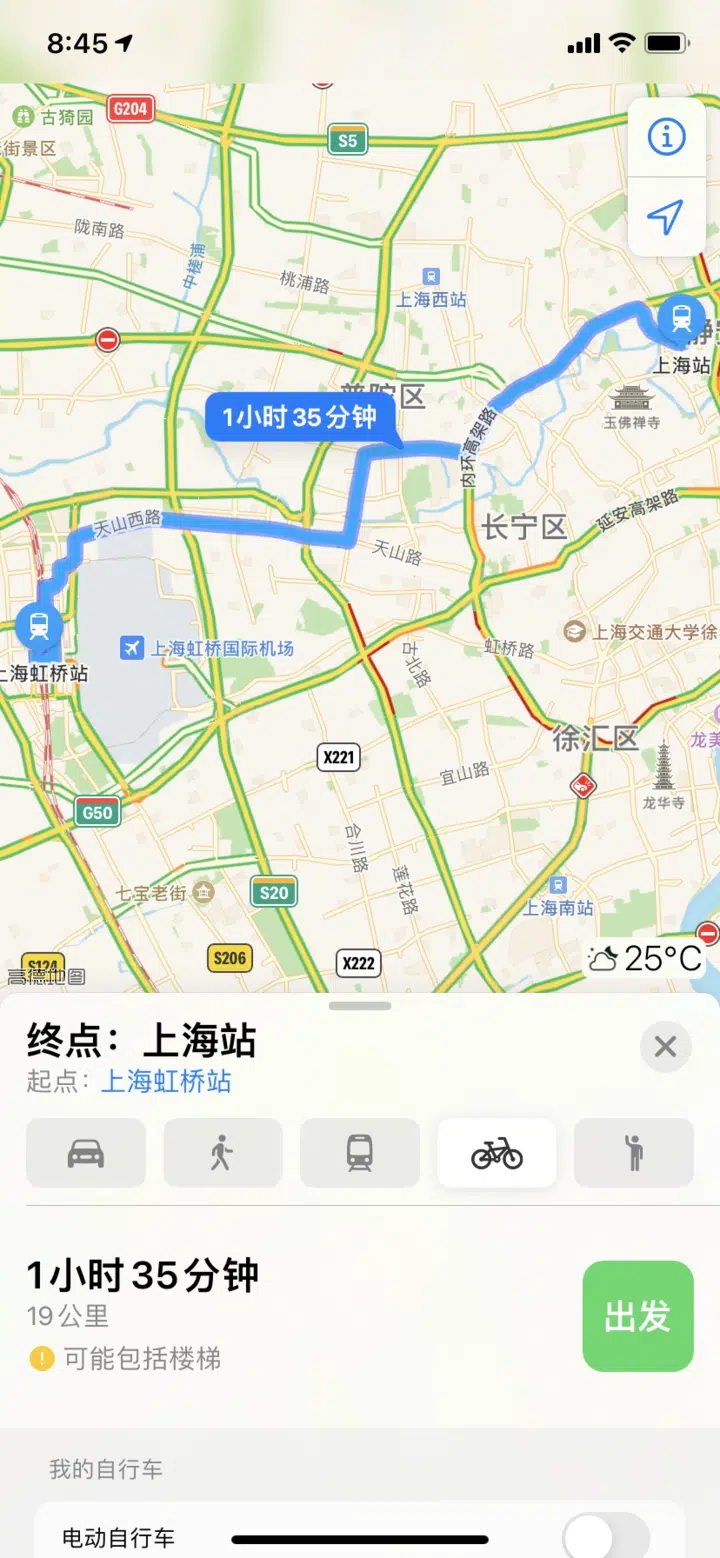 8:45
古猗园
G204
S5
街景区
陇南路
中槎浦
桃浦路
上海西站
上海站
普陀区
1小时35分钟
玉佛禅寺
内环高架路
天山西路
长宁区
延安高架路
天山路
上海虹桥国际机场
上海交通大学徐
古北路
虹桥路
上海虹桥站
徐汇区
龙美
X221
宜山路
龙华寺
G50
合川路
莲花路
七宝老街
S20
上海南站
S206
X222
25°C
S124
高德地图
终点：上海站
起点：上海虹桥站
1小时35分钟
19公里
出发
可能包括楼梯
我的自行车
电动自行车